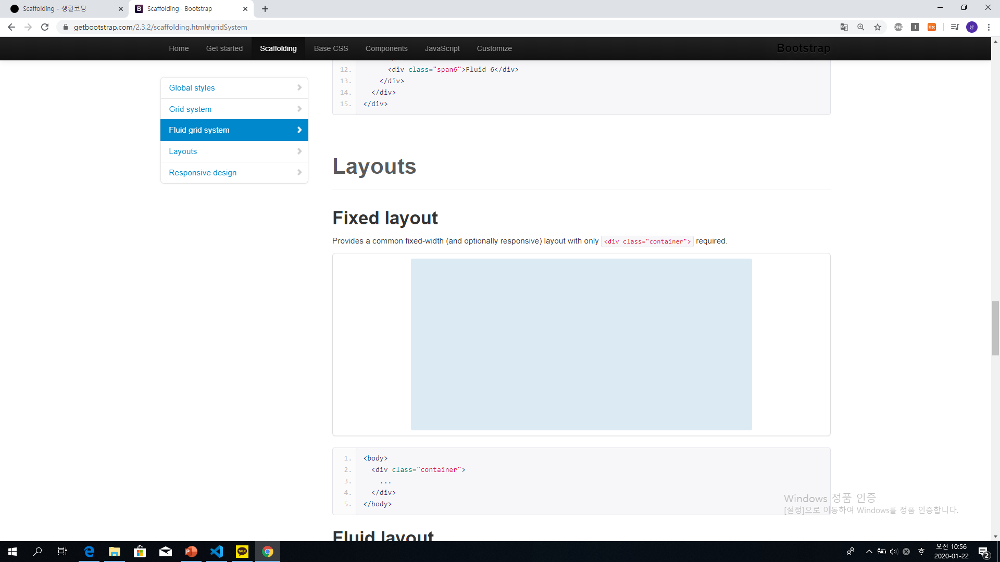 Scaffolding - 생활코딩
Scaffolding · Bootstrap
getbootstrap.com/2.3.2/scaffolding.html#gridSystem
Home Get started Scaffolding Base CSS Components JavaScript Customize Bootstrap
Global styles
Grid system
Fluid grid system
Layouts
Responsive design
12. <div class="span6">Fluid 6</div>
13. </div>
14. </div>
15. </div>
Layouts
Fixed layout
Provides a common fixed-width (and optionally responsive) layout with only <div class="container"> required.
1. <body>
2. <div class="container">
3. ...
4. </div>
5. </body>
Fluid layout
Windows 정품 인증
[설정]으로 이동하여 Windows를 정품 인증합니다.
오전 10:56
2020-01-22
2